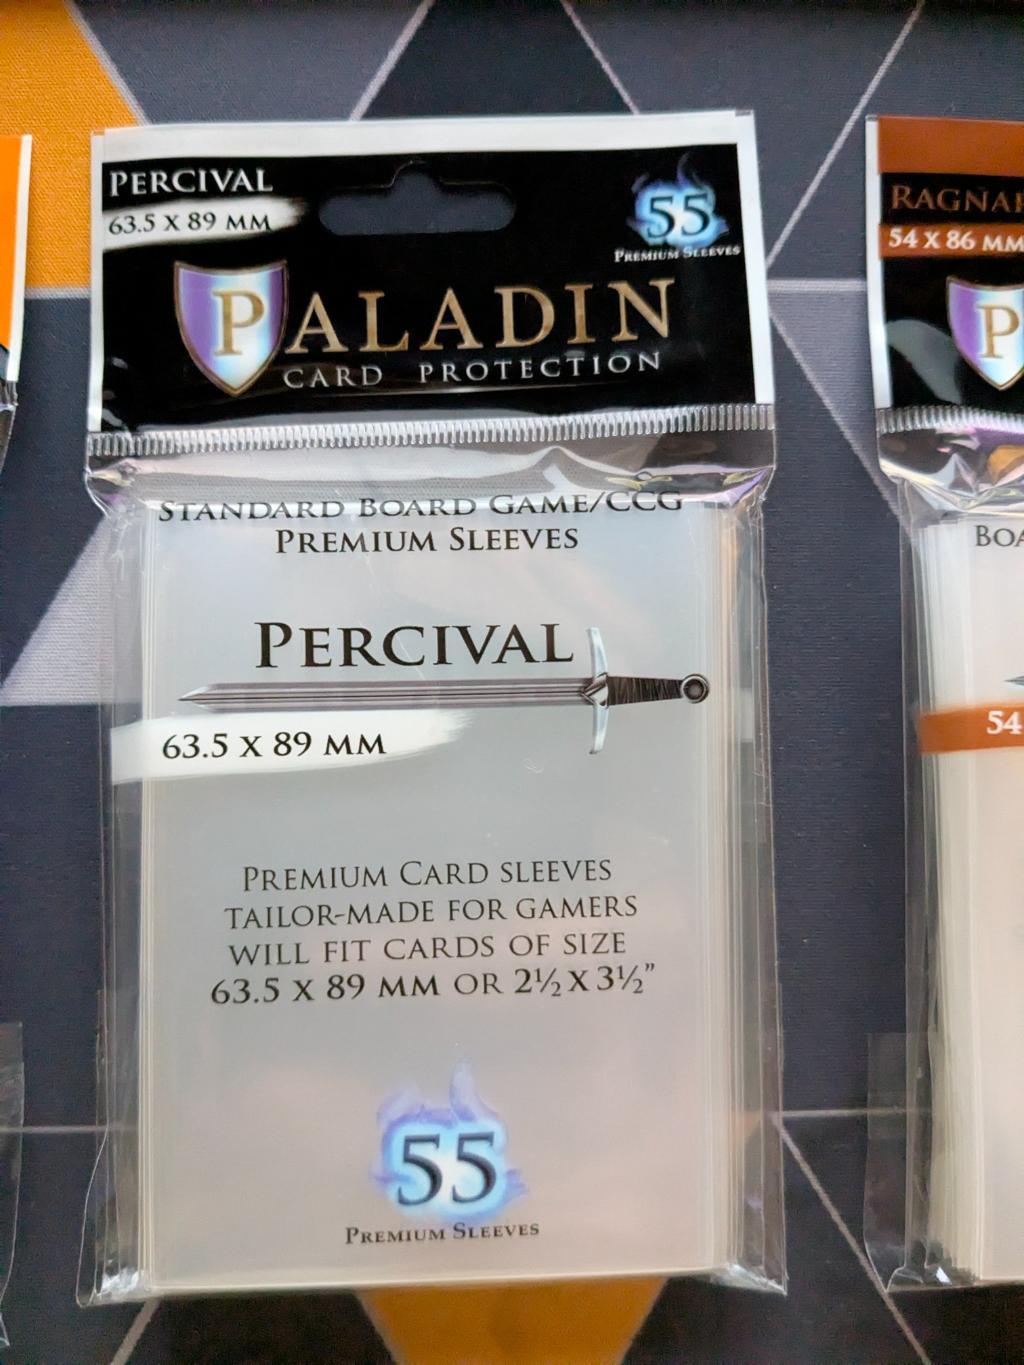 PERCIVAL
63.5 X 89 MM
55
PREMIUM SLEEVES
PALADIN
CARD PROTECTION
STANDARD BOARD GAME/CCG
PREMIUM SLEEVES
PERCIVAL
63.5 X 89 MM
PREMIUM CARD SLEEVES
TAILOR-MADE FOR GAMERS
WILL FIT CARDS OF SIZE
63.5 X 89 MM OR 2½ X 3½”
55
PREMIUM SLEEVES
54 X 86 MM
P
54